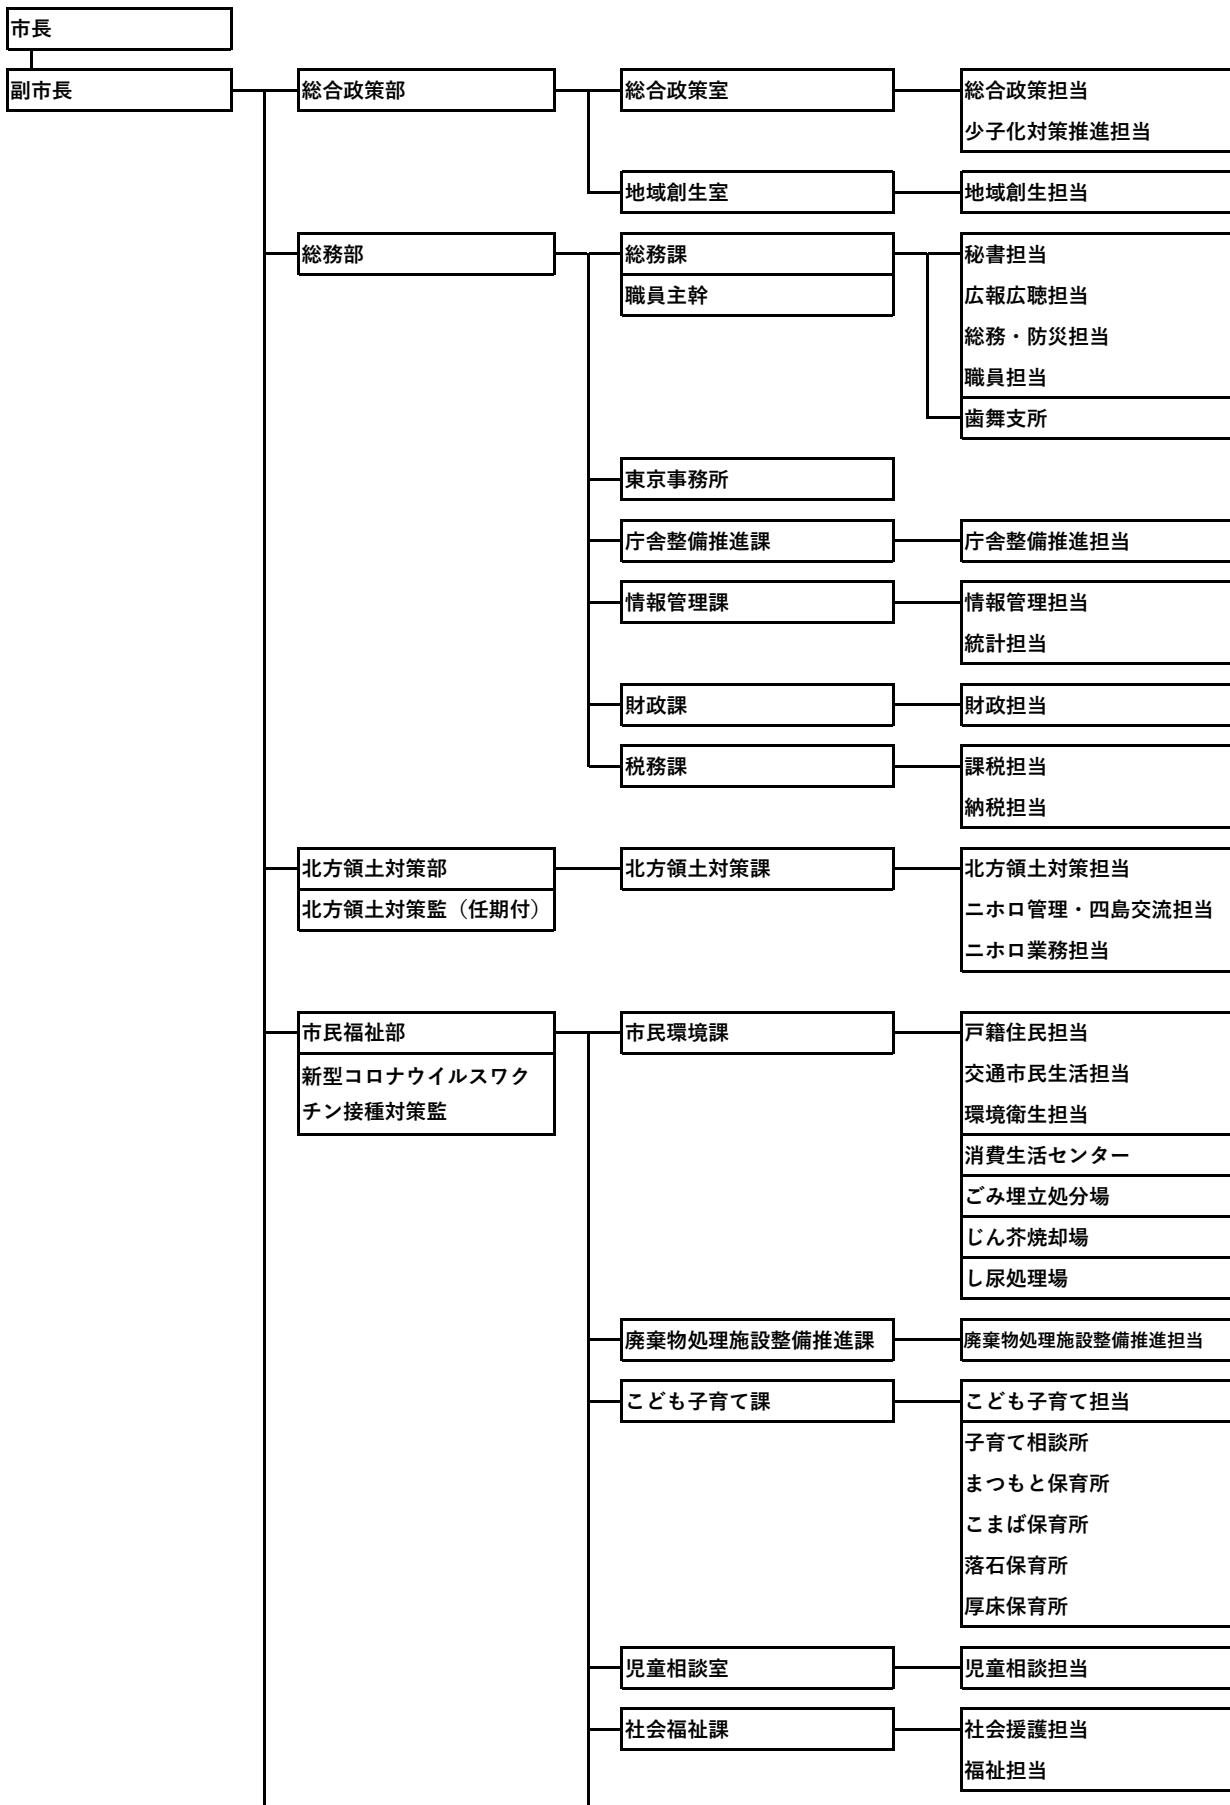 市長
副市長
総合政策部
総合政策室
総合政策担当
少子化対策推進担当
地域創生室
地域創生担当
総務部
総務課
職員主幹
秘書担当
広報広聴担当
総務・防災担当
職員担当
歯舞支所
東京事務所
庁舎整備推進課
庁舎整備推進担当
情報管理課
情報管理担当
統計担当
財政課
財政担当
税務課
課税担当
納税担当
北方領土対策部
北方領土対策監（任期付）
北方領土対策課
北方領土対策担当
ニホロ管理・四島交流担当
ニホロ業務担当
市民福祉部
新型コロナウイルスワク
チン接種対策監
市民環境課
戸籍住民担当
交通市民生活担当
環境衛生担当
消費生活センター
ごみ埋立処分場
じん芥焼却場
し尿処理場
廃棄物処理施設整備推進課
廃棄物処理施設整備推進担当
こども子育て課
こども子育て担当
子育て相談所
まつもと保育所
こまば保育所
落石保育所
厚床保育所
児童相談室
児童相談担当
社会福祉課
社会援護担当
福祉担当